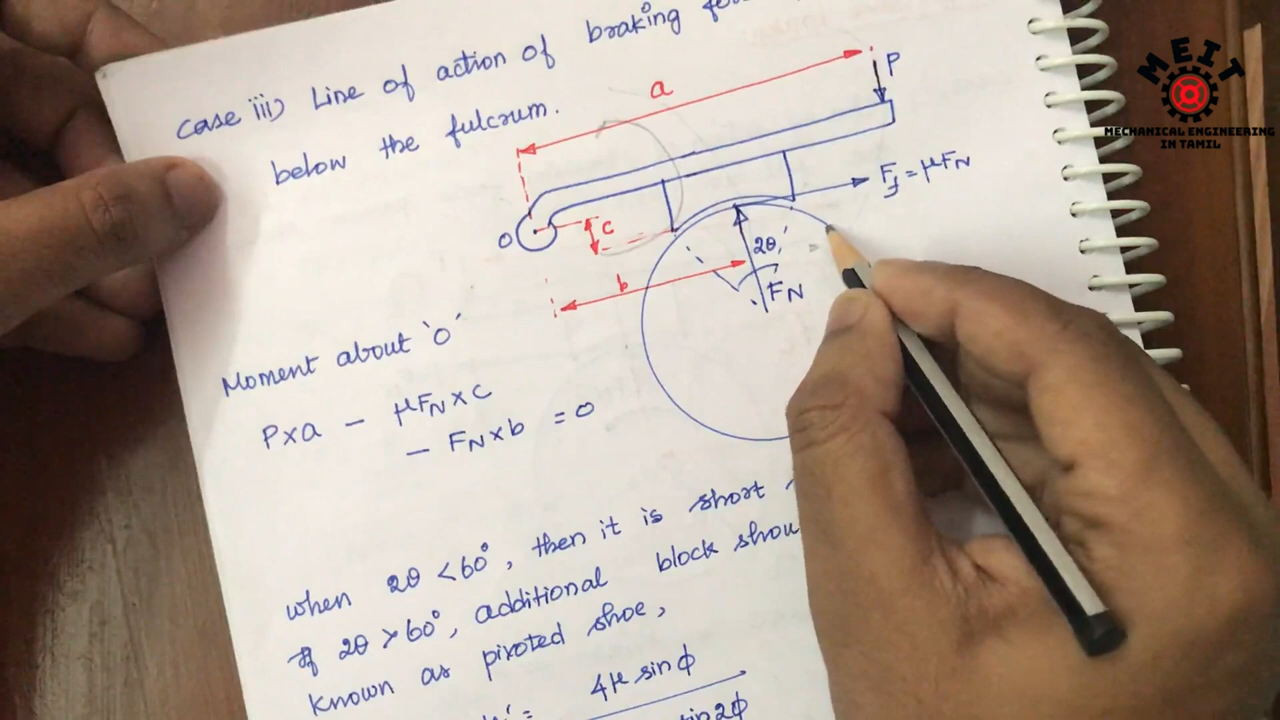 case iii) Line of action of braking
below the fulcrum.
a
P
F_f = μF_N
O
c
2θ
b
F_N
Moment about 'O'
P×a - μF_N×c
- F_N×b = 0
when 2θ < 60°, then it is short
if 2θ > 60°, additional block
known as pivoted shoe,
4μ sin ϕ
sin 2ϕ
MEIT
MECHANICAL ENGINEERING
IN TAMIL